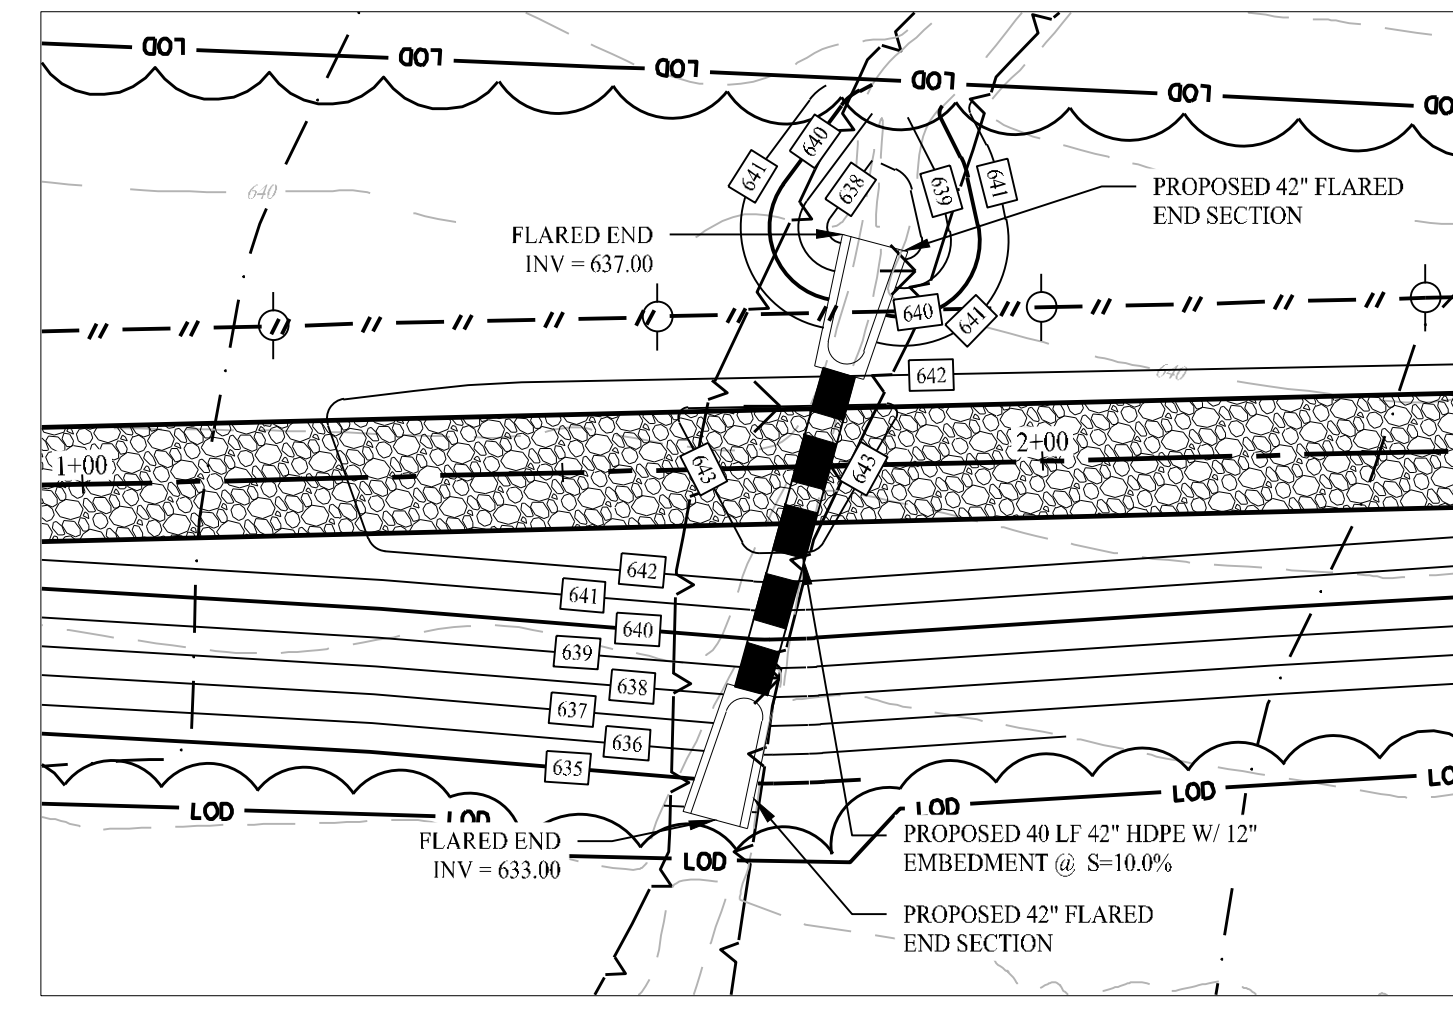 LOD
LOD
LOD
LOD
LOD
LO
640
641
638
639
641
PROPOSED 42" FLARED
END SECTION
640
FLARED END
INV = 637.00
640
641
642
640
1+00
2+00
643
643
642
641
640
639
638
637
636
635
LOD
LOD
LOD
LOD
LO
FLARED END
INV = 633.00
LOD
PROPOSED 40 LF 42" HDPE W/ 12"
EMBEDMENT @ S=10.0%
PROPOSED 42" FLARED
END SECTION